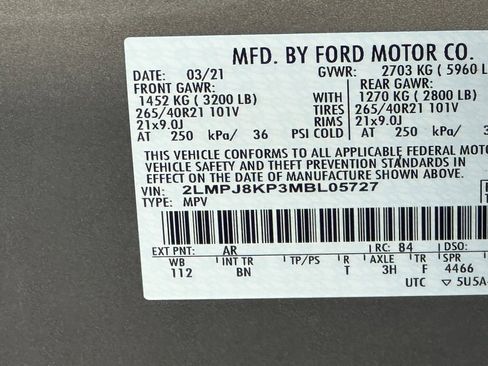 MFD. BY FORD MOTOR CO.
DATE: 03/21 GVWR: 2703 KG ( 5960 LB
FRONT GAWR: REAR GAWR:
1452 KG ( 3200 LB) WITH 1270 KG ( 2800 LB)
265/40R21 101V TIRES 265/40R21 101V
21x9.0J RIMS 21x9.0J
AT 250 kPa/ 36 PSI COLD AT 250 kPa/ 36
THIS VEHICLE CONFORMS TO ALL APPLICABLE FEDERAL MOTOR
VEHICLE SAFETY AND THEFT PREVENTION STANDARDS IN
EFFECT ON THE DATE OF MANUFACTURE SHOWN ABOVE.
VIN: 2LMPJ8KP3MBL05727
TYPE: MPV
EXT PNT: AR RC: 84 DSO:
WB INT TR TP/PS R AXLE TR SPR
112 BN T 3H F 4466
UTC ▽ 5U5A